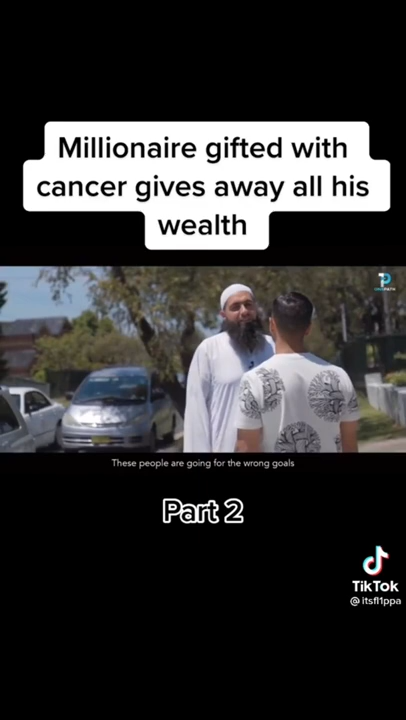 Millionaire gifted with
cancer gives away all his
wealth
These people are going for the wrong goals
Part 2
TikTok
@itsfl1ppa